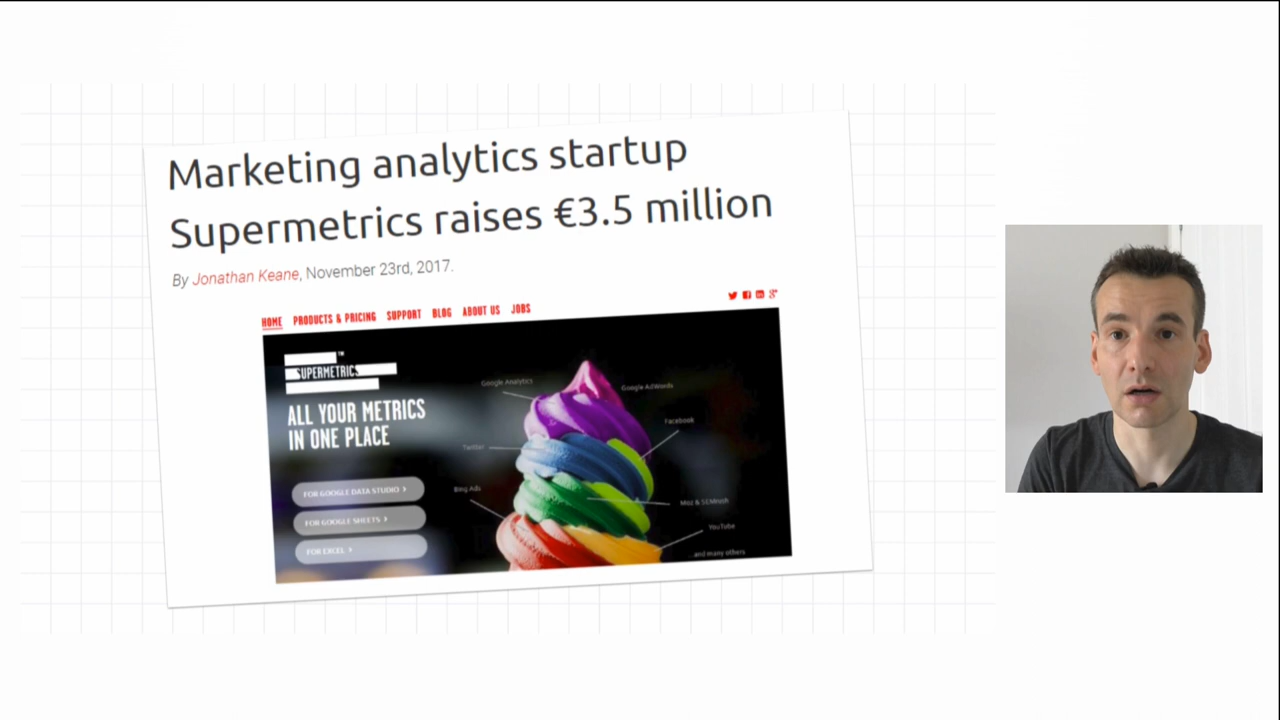 Marketing analytics startup
Supermetrics raises €3.5 million
By Jonathan Keane, November 23rd, 2017.
HOME PRODUCTS & PRICING SUPPORT BLOG ABOUT US JOBS
SUPERMETRICS™
ALL YOUR METRICS
IN ONE PLACE
FOR GOOGLE DATA STUDIO >
FOR GOOGLE SHEETS >
FOR EXCEL >
Google Analytics
Google AdWords
Facebook
Twitter
Bing Ads
Moz & SEMrush
YouTube
...and many others